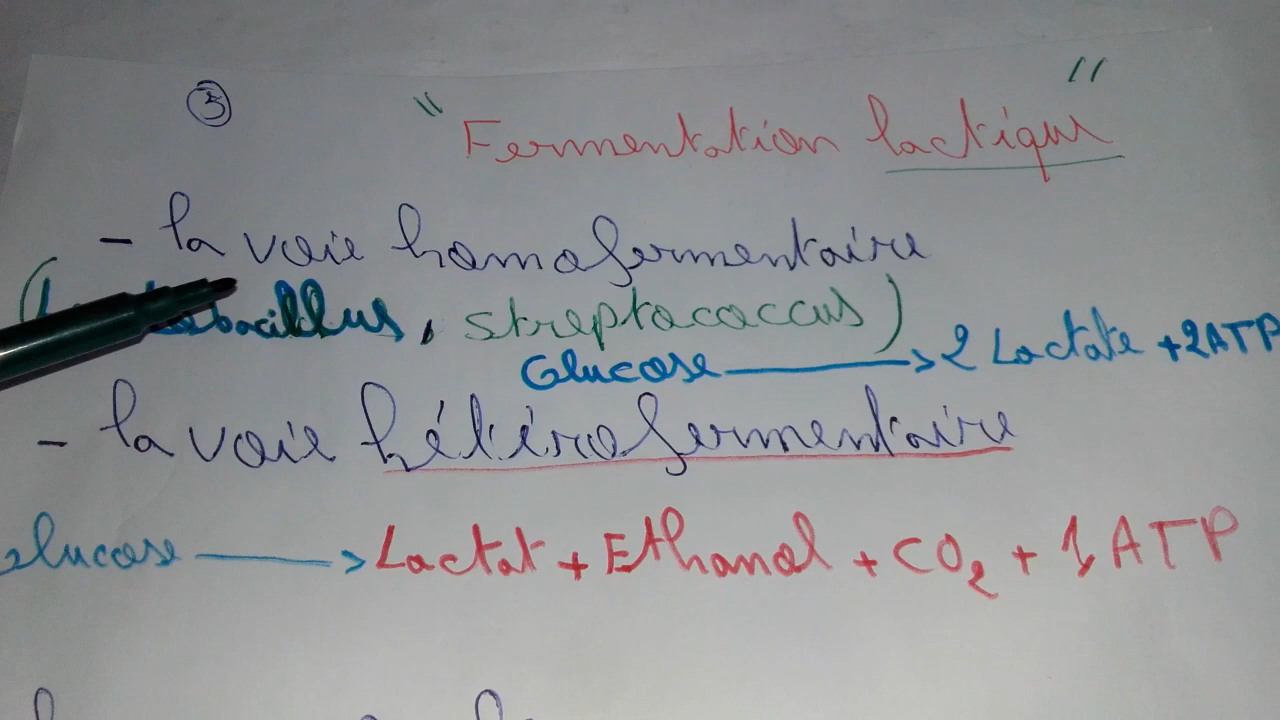 ③ " Fermentation lactique "
- la voie homofermentaire
(bacillus, streptococcus)
Glucose → 2 Lactate + 2ATP
- la voie hétérofermentaire
Glucose → Lactat + Ethanol + CO₂ + 1 ATP